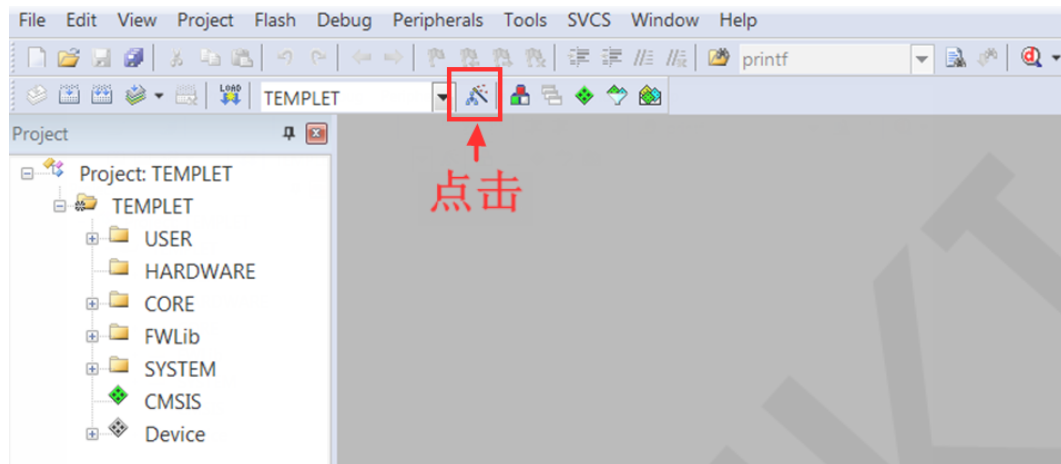 File Edit View Project Flash Debug Peripherals Tools SVCS Window Help
printf
LOAD
TEMPLET
Project
点击
Project: TEMPLET
TEMPLET
USER
HARDWARE
CORE
FWLib
SYSTEM
CMSIS
Device